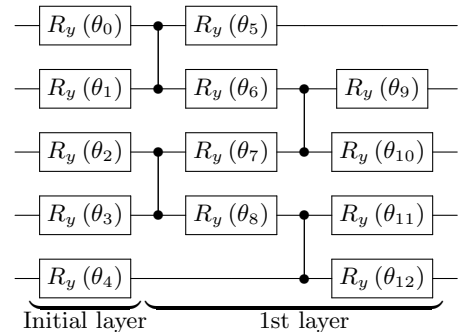 R_y (θ_0) R_y (θ_5)
R_y (θ_1) R_y (θ_6) R_y (θ_9)
R_y (θ_2) R_y (θ_7) R_y (θ_10)
R_y (θ_3) R_y (θ_8) R_y (θ_11)
R_y (θ_4) R_y (θ_12)
Initial layer 1st layer